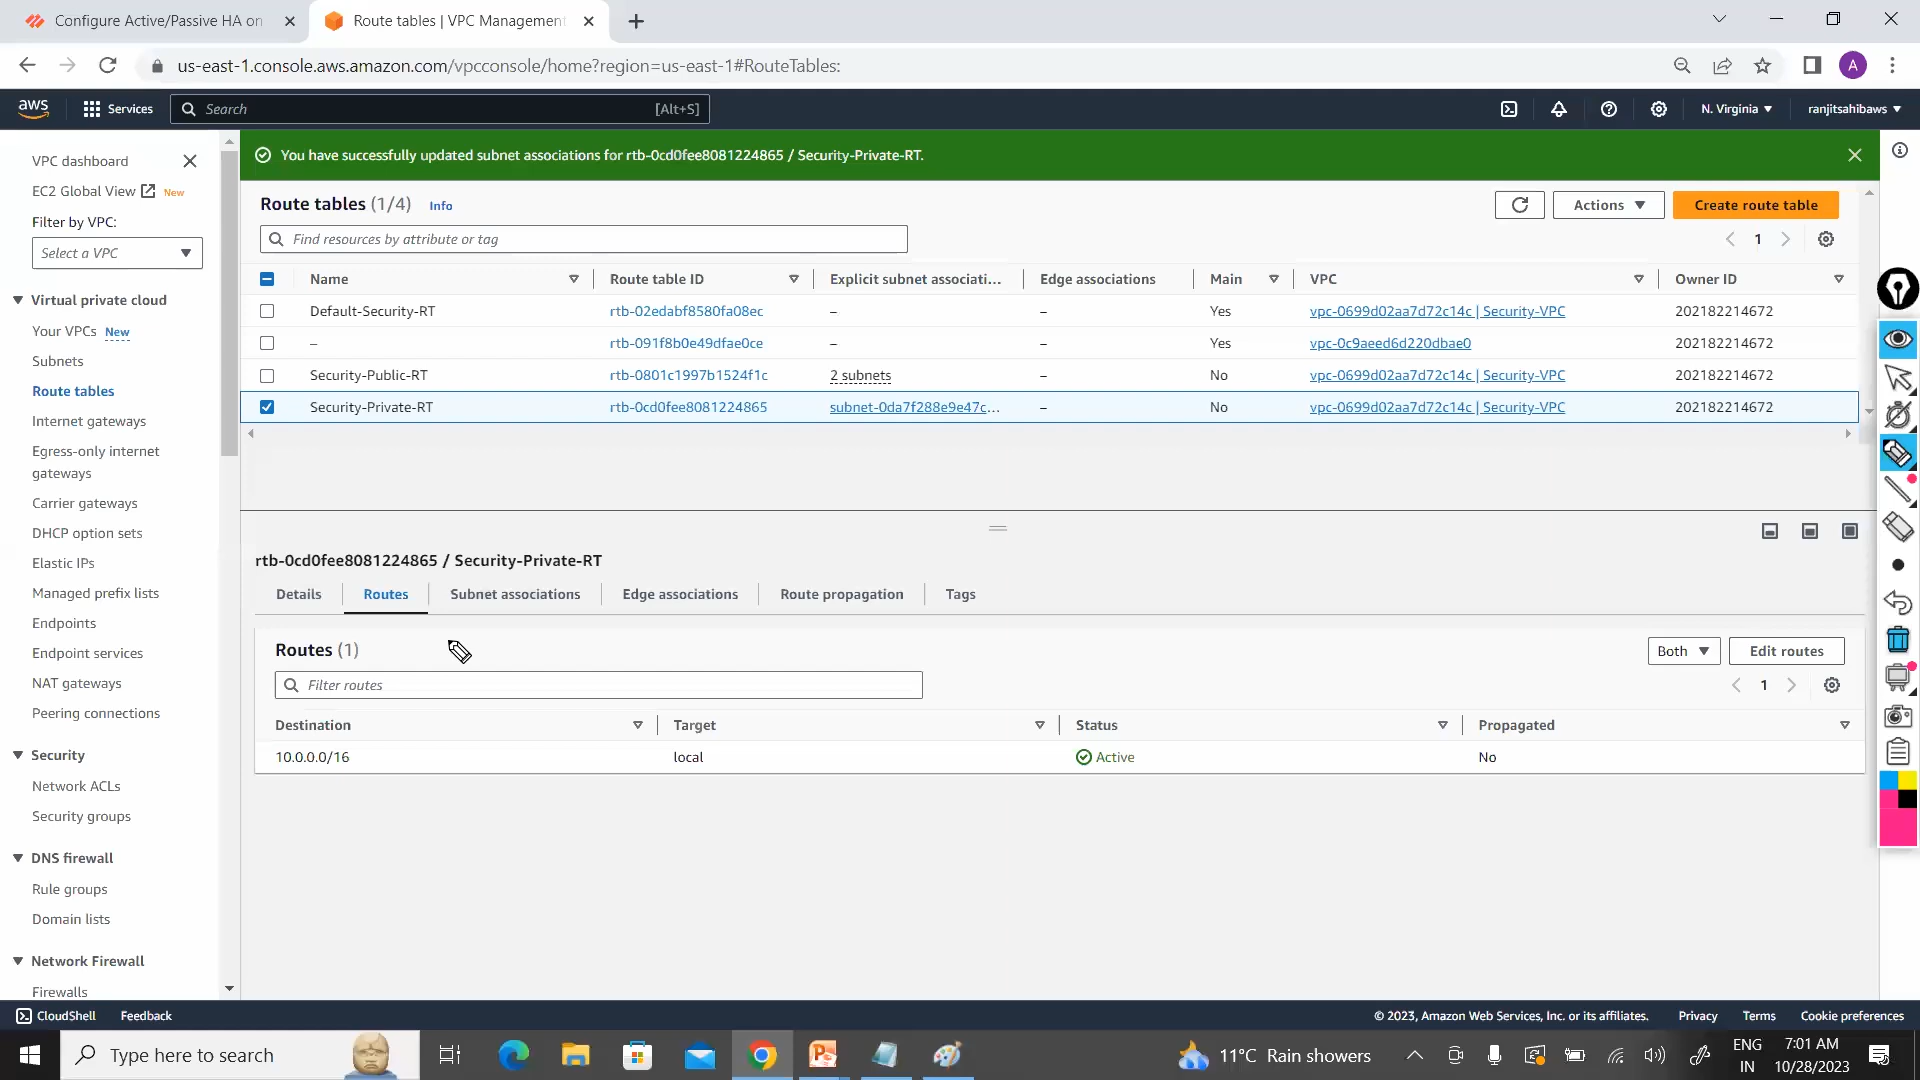 Configure Active/Passive HA on
Route tables | VPC Management
us-east-1.console.aws.amazon.com/vpcconsole/home?region=us-east-1#RouteTables:
A
aws
Services
Search
[Alt+S]
N. Virginia
ranjitsahibaws
VPC dashboard
EC2 Global View New
Filter by VPC:
Select a VPC
Virtual private cloud
Your VPCs New
Subnets
Route tables
Internet gateways
Egress-only internet
gateways
Carrier gateways
DHCP option sets
Elastic IPs
Managed prefix lists
Endpoints
Endpoint services
NAT gateways
Peering connections
Security
Network ACLs
Security groups
DNS firewall
Rule groups
Domain lists
Network Firewall
Firewalls
You have successfully updated subnet associations for rtb-0cd0fee8081224865 / Security-Private-RT.
Route tables (1/4) Info
Actions
Create route table
Find resources by attribute or tag
1
Name Route table ID Explicit subnet associati... Edge associations Main VPC Owner ID
Default-Security-RT rtb-02edabf8580fa08ec – – Yes vpc-0699d02aa7d72c14c | Security-VPC 202182214672
– rtb-091f8b0e49dfae0ce – – Yes vpc-0c9aeed6d220dbae0 202182214672
Security-Public-RT rtb-0801c1997b1524f1c 2 subnets – No vpc-0699d02aa7d72c14c | Security-VPC 202182214672
Security-Private-RT rtb-0cd0fee8081224865 subnet-0da7f288e9e47c... – No vpc-0699d02aa7d72c14c | Security-VPC 202182214672
rtb-0cd0fee8081224865 / Security-Private-RT
Details Routes Subnet associations Edge associations Route propagation Tags
Routes (1)
Both
Edit routes
Filter routes
1
Destination Target Status Propagated
10.0.0.0/16 local Active No
CloudShell Feedback
© 2023, Amazon Web Services, Inc. or its affiliates. Privacy Terms Cookie preferences
Type here to search
11°C Rain showers
ENG
IN
7:01 AM
10/28/2023